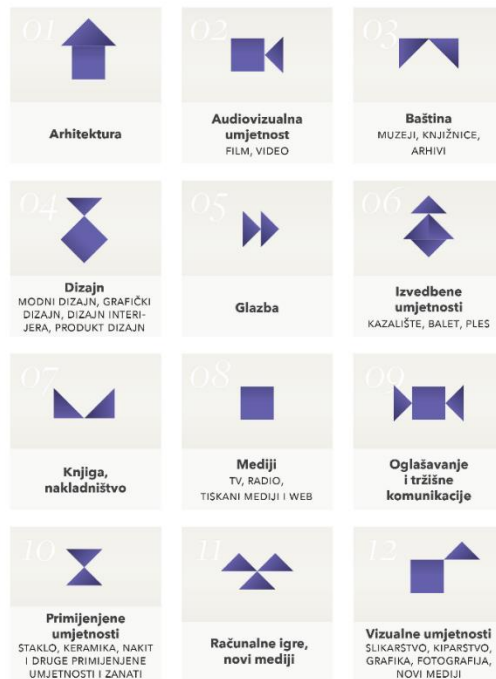 01
Arhitektura
02
Audiovizualna
umjetnost
FILM, VIDEO
03
Baština
MUZEJI, KNJIŽNICE,
ARHIVI
04
Dizajn
MODNI DIZAJN, GRAFIČKI
DIZAJN, DIZAJN INTERI-
JERA, PRODUKT DIZAJN
05
Glazba
06
Izvedbene
umjetnosti
KAZALIŠTE, BALET, PLES
07
Knjiga,
nakladništvo
08
Mediji
TV, RADIO,
TISKANI MEDIJI I WEB
09
Oglašavanje
i tržišne
komunikacije
10
Primijenjene
umjetnosti
STAKLO, KERAMIKA, NAKIT
I DRUGE PRIMIJENJENE
UMJETNOSTI I ZANATI
11
Računalne igre,
novi mediji
12
Vizualne umjetnosti
SLIKARSTVO, KIPARSTVO,
GRAFIKA, FOTOGRAFIJA,
NOVI MEDIJI